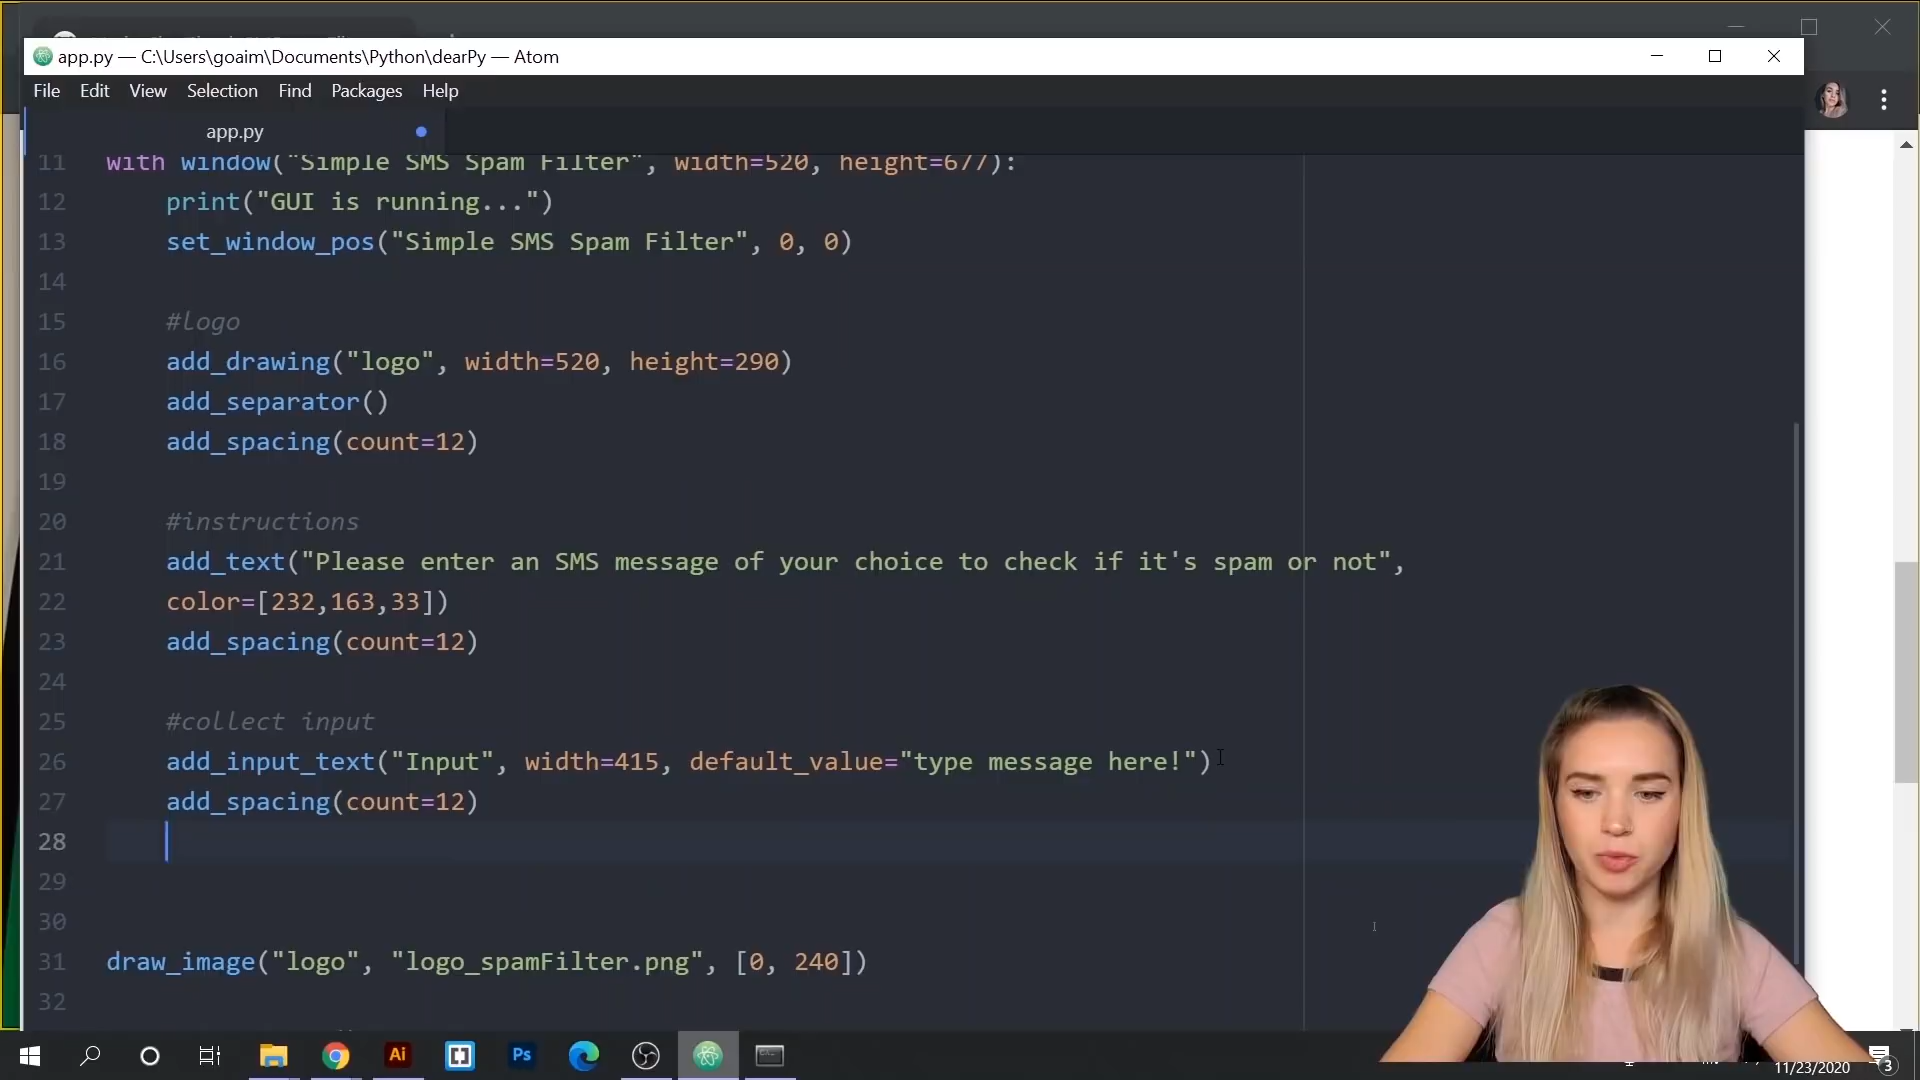 app.py — C:\Users\goaim\Documents\Python\dearPy — Atom
File Edit View Selection Find Packages Help
app.py
11 with window("Simple SMS Spam Filter", width=520, height=677):
12 print("GUI is running...")
13 set_window_pos("Simple SMS Spam Filter", 0, 0)
14
15 #logo
16 add_drawing("logo", width=520, height=290)
17 add_separator()
18 add_spacing(count=12)
19
20 #instructions
21 add_text("Please enter an SMS message of your choice to check if it's spam or not",
22 color=[232,163,33])
23 add_spacing(count=12)
24
25 #collect input
26 add_input_text("Input", width=415, default_value="type message here!")
27 add_spacing(count=12)
28
29
30
31 draw_image("logo", "logo_spamFilter.png", [0, 240])
32
Ai Ps
11/23/2020 3